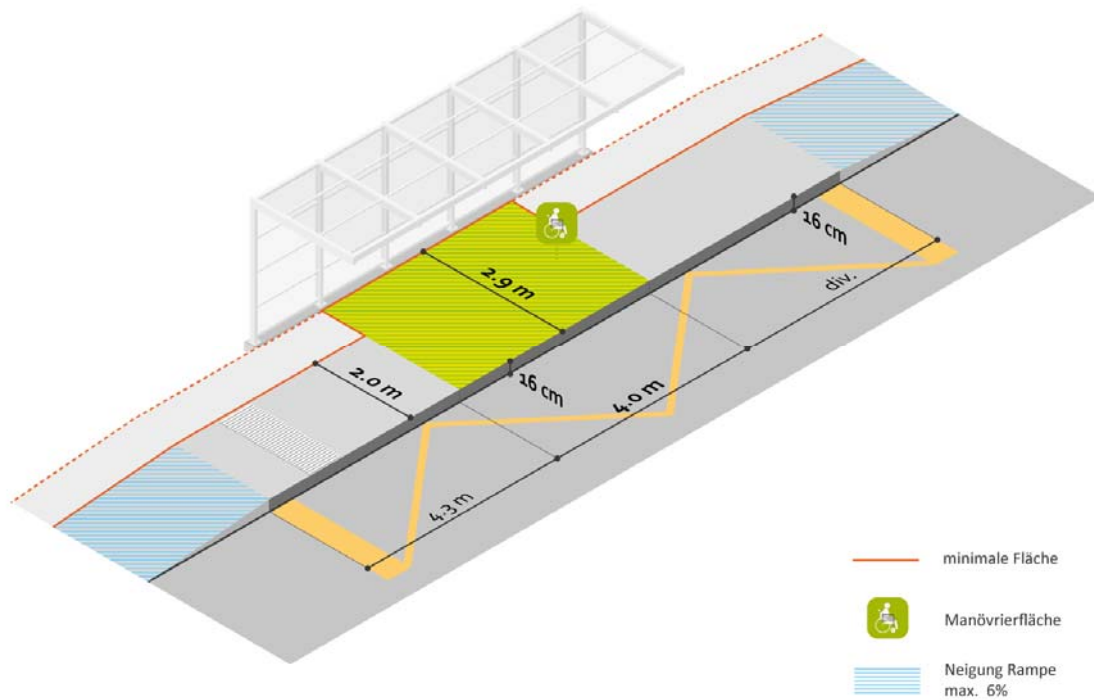 2.9 m
16 cm
div.
2.0 m
16 cm
4.0 m
4.3 m
minimale Fläche
Manövrierfläche
Neigung Rampe
max. 6%